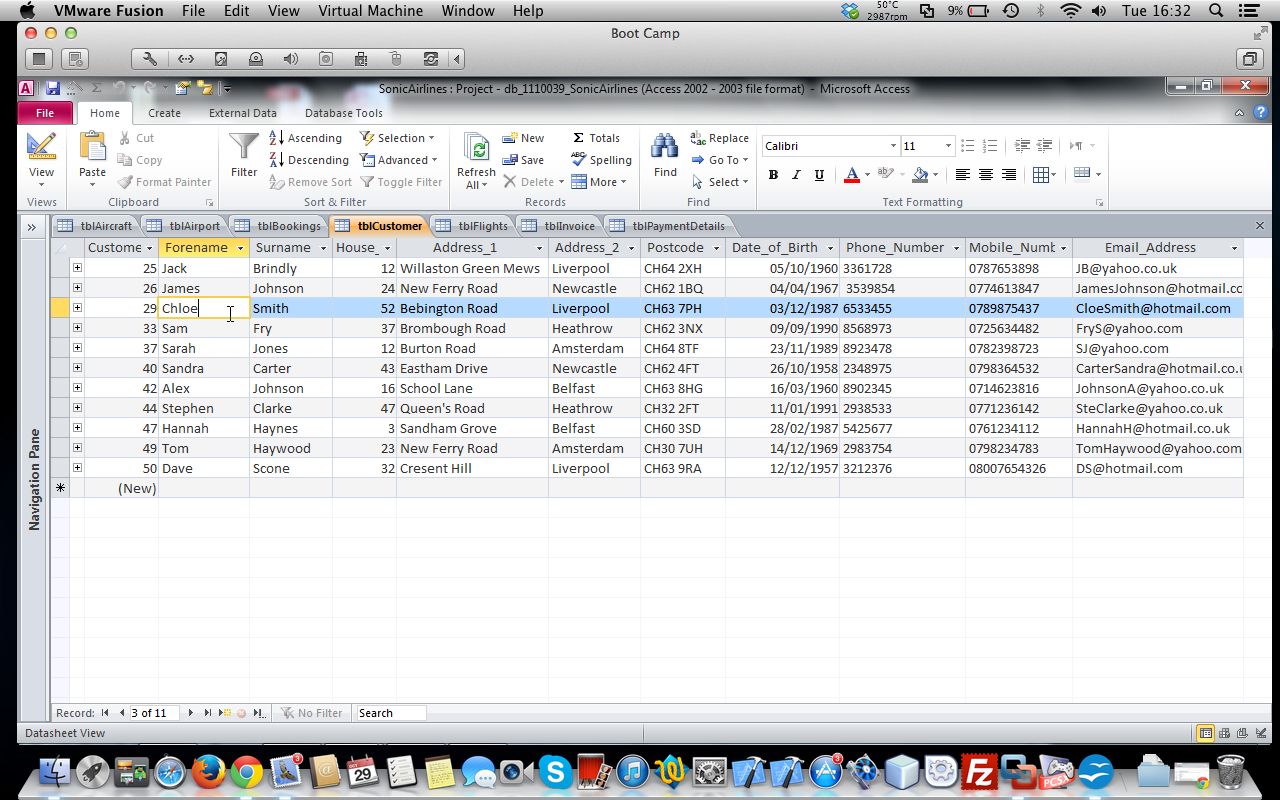 VMware Fusion File Edit View Virtual Machine Window Help 50°C 2987rpm 9% Tue 16:32
Boot Camp
SonicAirlines : Project - db_1110039_SonicAirlines (Access 2002 - 2003 file format) - Microsoft Access
File Home Create External Data Database Tools
View Paste Cut Copy Format Painter Filter Ascending Descending Remove Sort Selection Advanced Toggle Filter Refresh All New Save Delete Totals Spelling More Find Replace Go To Select Calibri 11 B I U A
Views Clipboard Sort & Filter Records Find Text Formatting
tblAircraft tblAirport tblBookings tblCustomer tblFlights tblInvoice tblPaymentDetails
Custome Forename Surname House_ Address_1 Address_2 Postcode Date_of_Birth Phone_Number Mobile_Numb Email_Address
25 Jack Brindly 12 Willaston Green Mews Liverpool CH64 2XH 05/10/1960 3361728 0787653898 JB@yahoo.co.uk
26 James Johnson 24 New Ferry Road Newcastle CH62 1BQ 04/04/1967 3539854 0774613847 JamesJohnson@hotmail.cc
29 Chloe Smith 52 Bebington Road Liverpool CH63 7PH 03/12/1987 6533455 0789875437 CloeSmith@hotmail.com
33 Sam Fry 37 Brombough Road Heathrow CH62 3NX 09/09/1990 8568973 0725634482 FryS@yahoo.com
37 Sarah Jones 12 Burton Road Amsterdam CH64 8TF 23/11/1989 8923478 0782398723 SJ@yahoo.com
40 Sandra Carter 43 Eastham Drive Newcastle CH62 4FT 26/10/1958 2348975 0798364532 CarterSandra@hotmail.co.u
42 Alex Johnson 16 School Lane Belfast CH63 8HG 16/03/1960 8902345 0714623816 JohnsonA@yahoo.co.uk
44 Stephen Clarke 47 Queen's Road Heathrow CH32 2FT 11/01/1991 2938533 0771236142 SteClarke@yahoo.co.uk
47 Hannah Haynes 3 Sandham Grove Belfast CH60 3SD 28/02/1987 5425677 0761234112 HannahH@hotmail.co.uk
49 Tom Haywood 23 New Ferry Road Amsterdam CH30 7UH 14/12/1969 2983754 0798234783 TomHaywood@yahoo.com
50 Dave Scone 32 Cresent Hill Liverpool CH63 9RA 12/12/1957 3212376 08007654326 DS@hotmail.com
(New)
Navigation Pane
Record: 3 of 11 No Filter Search
Datasheet View
3 OCT 29 3